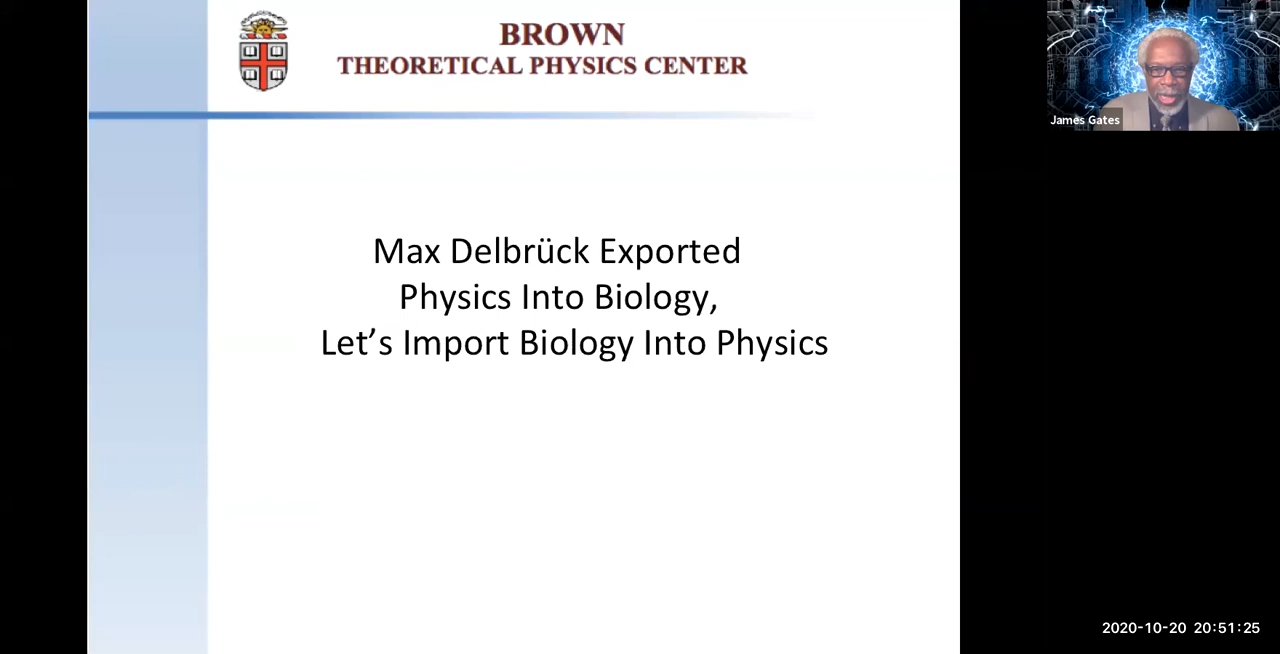 BROWN
THEORETICAL PHYSICS CENTER
James Gates
Max Delbrück Exported
Physics Into Biology,
Let’s Import Biology Into Physics
2020-10-20 20:51:25